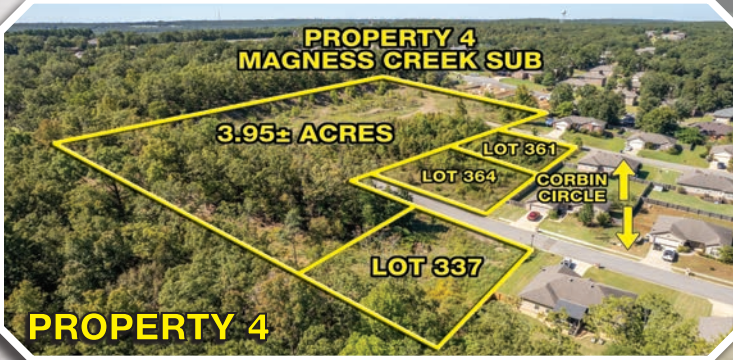 PROPERTY 4
MAGNESS CREEK SUB
3.95± ACRES
LOT 361
LOT 364
CORBIN
CIRCLE
LOT 337
PROPERTY 4